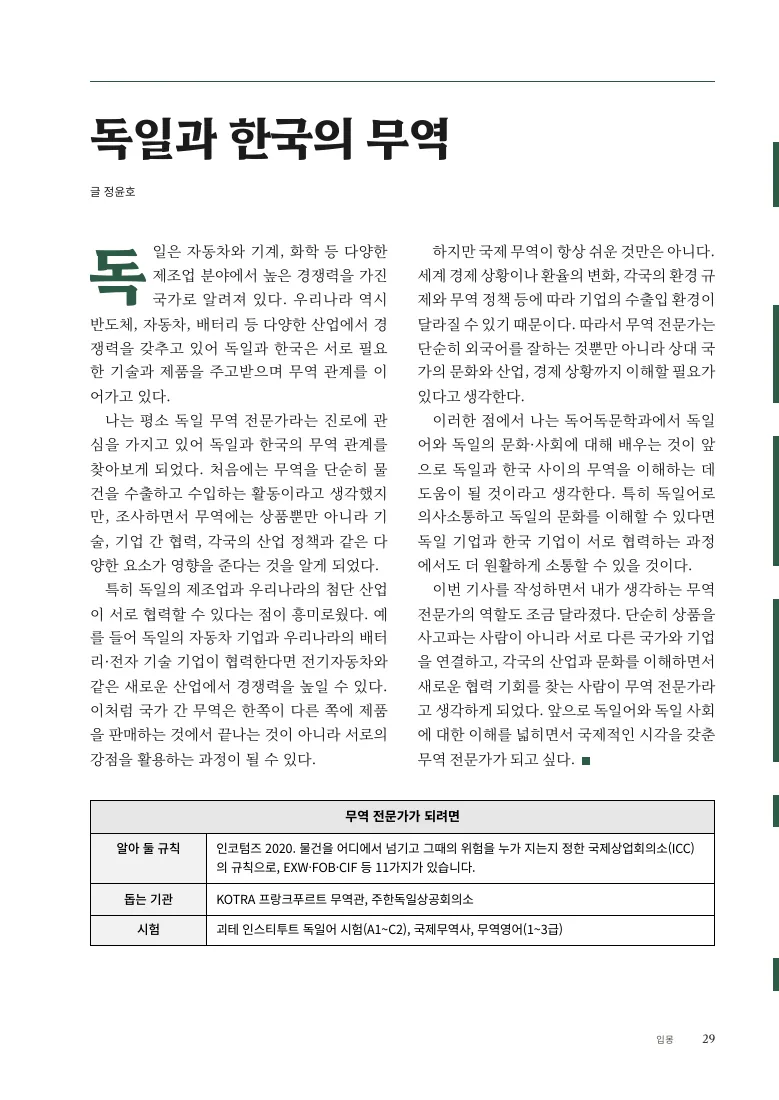 독일과 한국의 무역
글 정윤호
독일은 자동차와 기계, 화학 등 다양한
제조업 분야에서 높은 경쟁력을 가진
국가로 알려져 있다. 우리나라 역시
반도체, 자동차, 배터리 등 다양한 산업에서 경
쟁력을 갖추고 있어 독일과 한국은 서로 필요
한 기술과 제품을 주고받으며 무역 관계를 이
어가고 있다.
나는 평소 독일 무역 전문가라는 진로에 관
심을 가지고 있어 독일과 한국의 무역 관계를
찾아보게 되었다. 처음에는 무역을 단순히 물
건을 수출하고 수입하는 활동이라고 생각했지
만, 조사하면서 무역에는 상품뿐만 아니라 기
술, 기업 간 협력, 각국의 산업 정책과 같은 다
양한 요소가 영향을 준다는 것을 알게 되었다.
특히 독일의 제조업과 우리나라의 첨단 산업
이 서로 협력할 수 있다는 점이 흥미로웠다. 예
를 들어 독일의 자동차 기업과 우리나라의 배터
리·전자 기술 기업이 협력한다면 전기자동차와
같은 새로운 산업에서 경쟁력을 높일 수 있다.
이처럼 국가 간 무역은 한쪽이 다른 쪽에 제품
을 판매하는 것에서 끝나는 것이 아니라 서로의
강점을 활용하는 과정이 될 수 있다.
하지만 국제 무역이 항상 쉬운 것만은 아니다.
세계 경제 상황이나 환율의 변화, 각국의 환경 규
제와 무역 정책 등에 따라 기업의 수출입 환경이
달라질 수 있기 때문이다. 따라서 무역 전문가는
단순히 외국어를 잘하는 것뿐만 아니라 상대 국
가의 문화와 산업, 경제 상황까지 이해할 필요가
있다고 생각한다.
이러한 점에서 나는 독어독문학과에서 독일
어와 독일의 문화·사회에 대해 배우는 것이 앞
으로 독일과 한국 사이의 무역을 이해하는 데
도움이 될 것이라고 생각한다. 특히 독일어로
의사소통하고 독일의 문화를 이해할 수 있다면
독일 기업과 한국 기업이 서로 협력하는 과정
에서도 더 원활하게 소통할 수 있을 것이다.
이번 기사를 작성하면서 내가 생각하는 무역
전문가의 역할도 조금 달라졌다. 단순히 상품을
사고파는 사람이 아니라 서로 다른 국가와 기업
을 연결하고, 각국의 산업과 문화를 이해하면서
새로운 협력 기회를 찾는 사람이 무역 전문가라
고 생각하게 되었다. 앞으로 독일어와 독일 사회
에 대한 이해를 넓히면서 국제적인 시각을 갖춘
무역 전문가가 되고 싶다. ■
무역 전문가가 되려면
알아 둘 규칙 인코텀즈 2020. 물건을 어디에서 넘기고 그때의 위험을 누가 지는지 정한 국제상업회의소(ICC)
의 규칙으로, EXW·FOB·CIF 등 11가지가 있습니다.
돕는 기관 KOTRA 프랑크푸르트 무역관, 주한독일상공회의소
시험 괴테 인스티투트 독일어 시험(A1~C2), 국제무역사, 무역영어(1~3급)
입몽 29